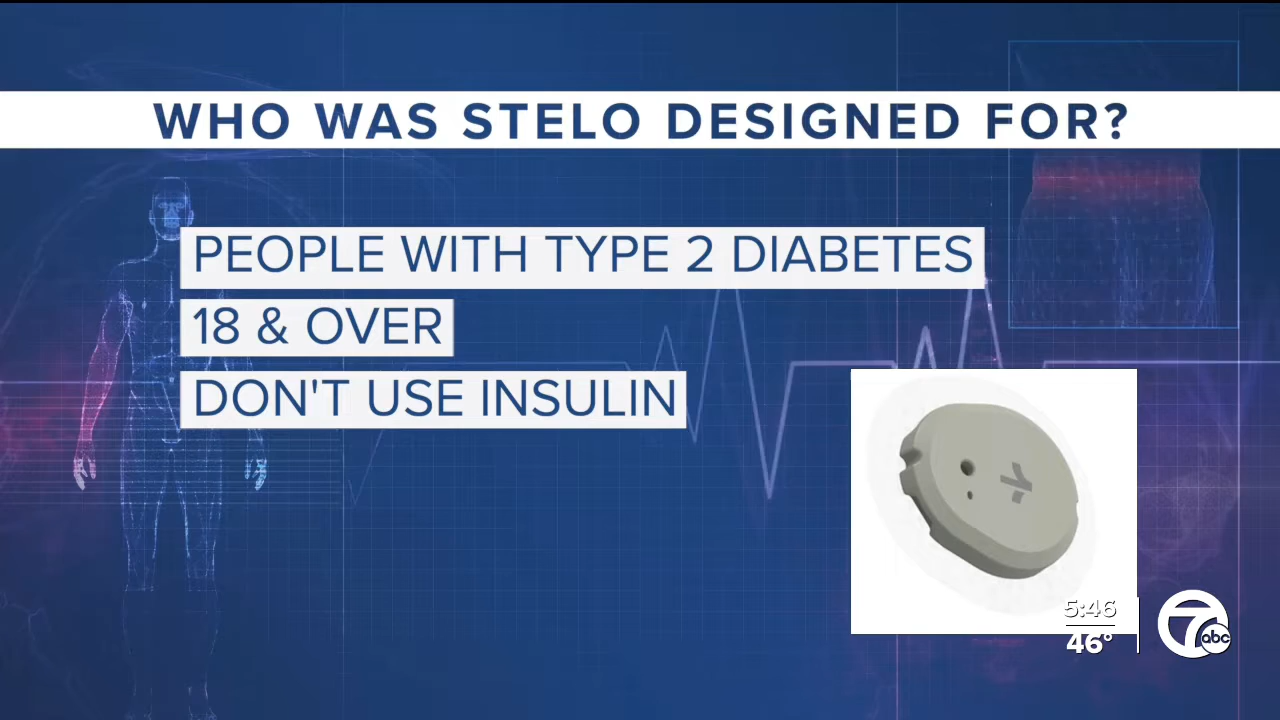 WHO WAS STELO DESIGNED FOR?
PEOPLE WITH TYPE 2 DIABETES
18 & OVER
DON'T USE INSULIN
5:46
46°
7 abc